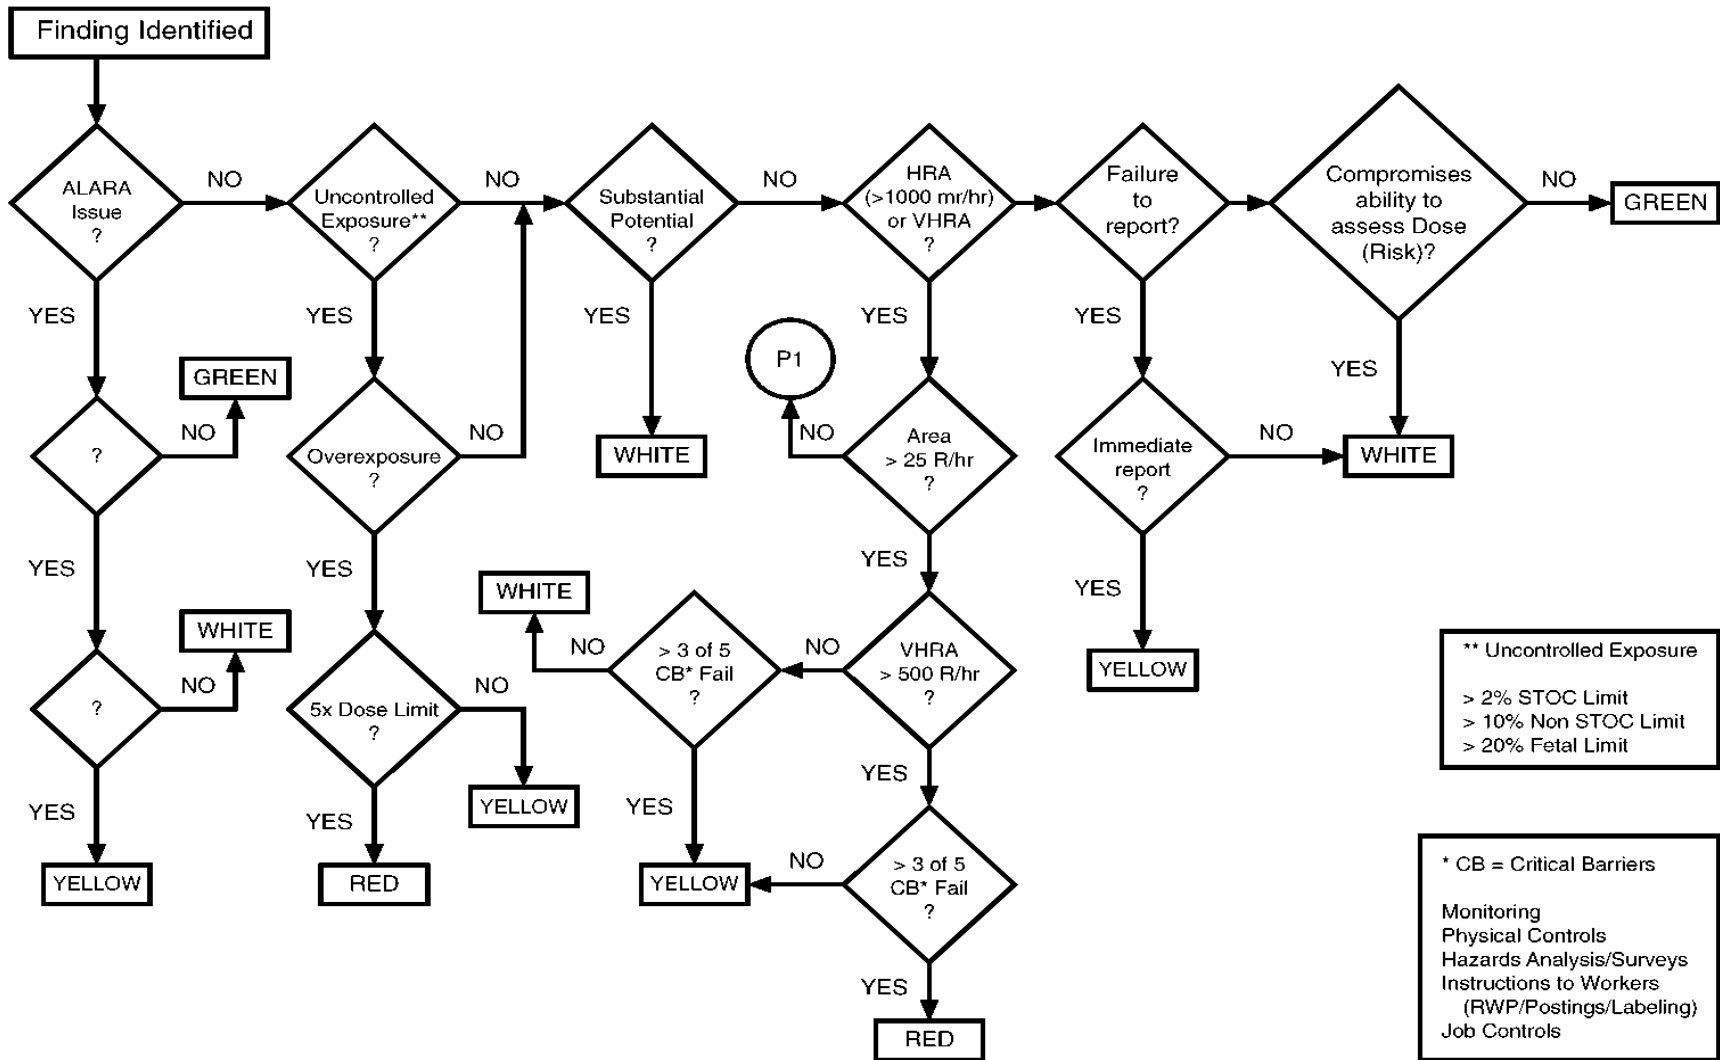 Finding Identified
ALARA
Issue
?
NO
Uncontrolled
Exposure**
?
NO
Substantial
Potential
?
NO
HRA
(>1000 mr/hr)
or VHRA
?
Failure
to
report?
Compromises
ability to
assess Dose
(Risk)?
NO
GREEN
YES
YES
YES
YES
YES
YES
GREEN
?
NO
Overexposure
?
NO
WHITE
P1
NO
Area
> 25 R/hr
?
Immediate
report
?
NO
WHITE
YES
YES
YES
YES
WHITE
?
NO
5x Dose Limit
?
NO
YELLOW
WHITE
NO
> 3 of 5
CB* Fail
?
NO
VHRA
> 500 R/hr
?
YELLOW
YES
YES
YES
YES
YELLOW
RED
YELLOW
NO
> 3 of 5
CB* Fail
?
YES
RED
** Uncontrolled Exposure
> 2% STOC Limit
> 10% Non STOC Limit
> 20% Fetal Limit
* CB = Critical Barriers
Monitoring
Physical Controls
Hazards Analysis/Surveys
Instructions to Workers
(RWP/Postings/Labeling)
Job Controls